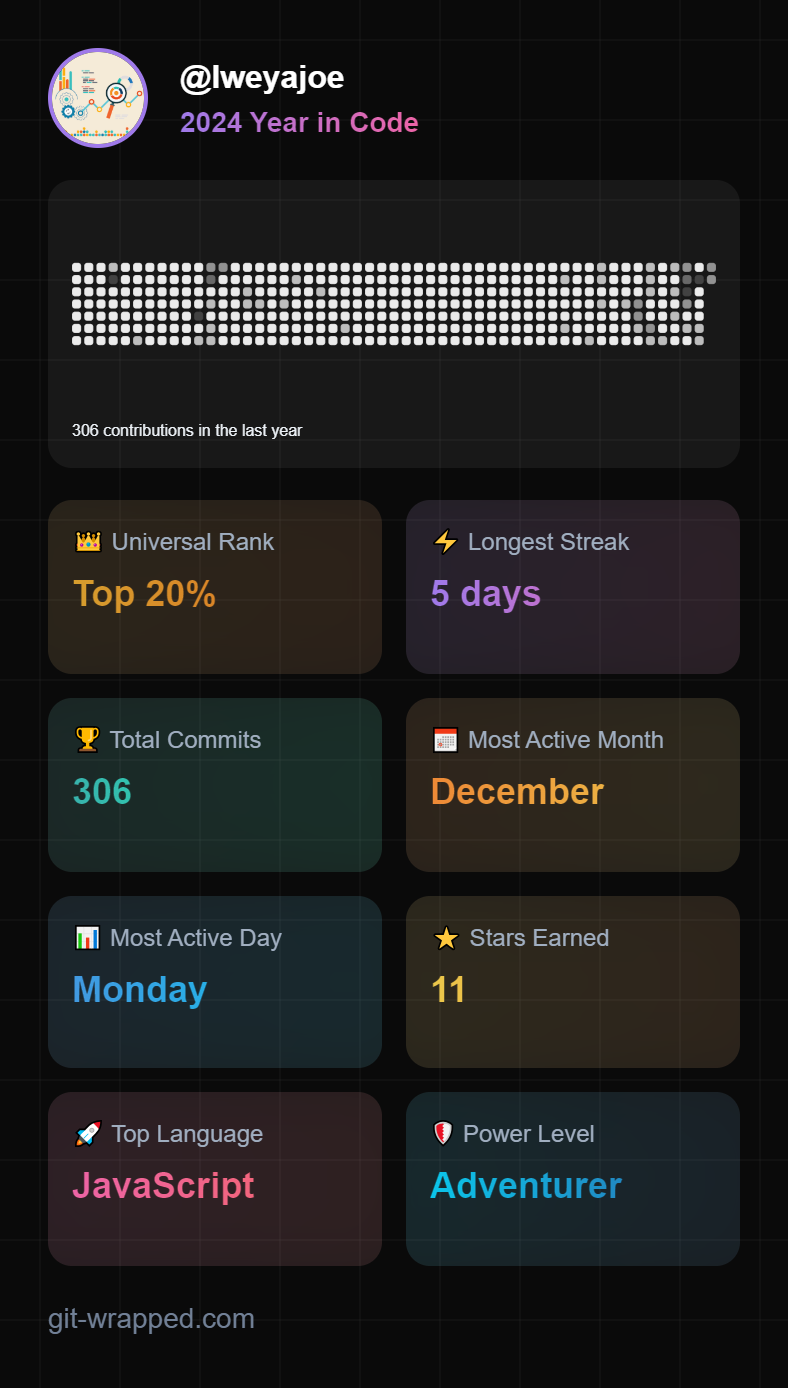 @lweyajoe
2024 Year in Code
306 contributions in the last year
Universal Rank
Top 20%
Longest Streak
5 days
Total Commits
306
Most Active Month
December
Most Active Day
Monday
Stars Earned
11
Top Language
JavaScript
Power Level
Adventurer
git-wrapped.com